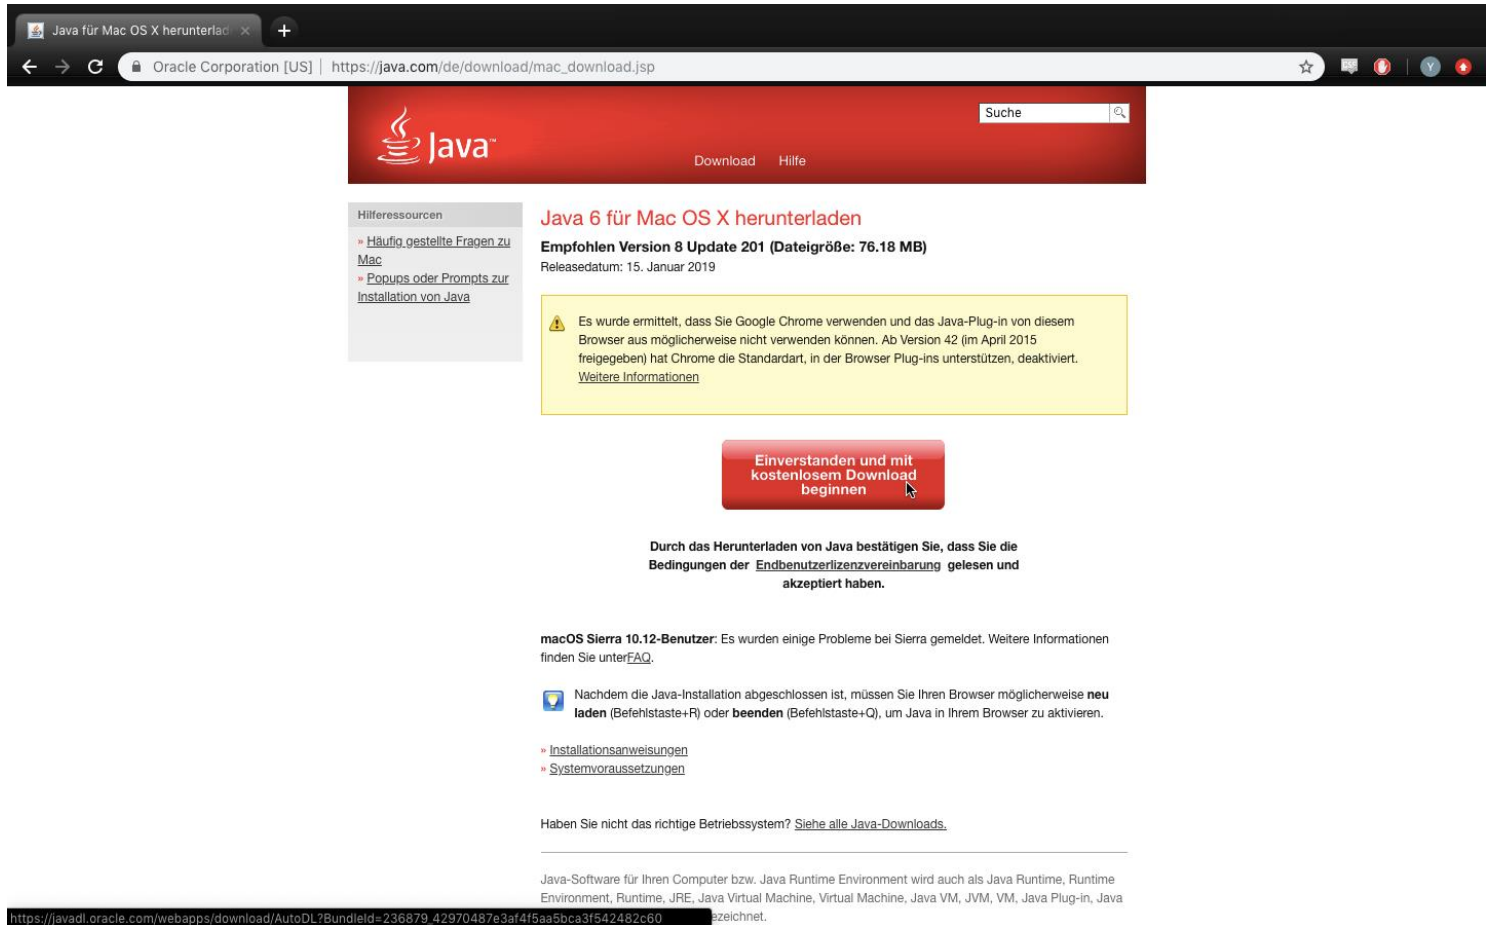 Java für Mac OS X herunterlad
Oracle Corporation [US] | https://java.com/de/download/mac_download.jsp
Y
Java™
Suche
Download Hilfe
Hilferessourcen
» Häufig gestellte Fragen zu
Mac
» Popups oder Prompts zur
Installation von Java
Java 6 für Mac OS X herunterladen
Empfohlen Version 8 Update 201 (Dateigröße: 76.18 MB)
Releasedatum: 15. Januar 2019
Es wurde ermittelt, dass Sie Google Chrome verwenden und das Java-Plug-in von diesem
Browser aus möglicherweise nicht verwenden können. Ab Version 42 (im April 2015
freigegeben) hat Chrome die Standardart, in der Browser Plug-ins unterstützen, deaktiviert.
Weitere Informationen
Einverstanden und mit
kostenlosem Download
beginnen
Durch das Herunterladen von Java bestätigen Sie, dass Sie die
Bedingungen der Endbenutzerlizenzvereinbarung gelesen und
akzeptiert haben.
macOS Sierra 10.12-Benutzer: Es wurden einige Probleme bei Sierra gemeldet. Weitere Informationen
finden Sie unterFAQ.
Nachdem die Java-Installation abgeschlossen ist, müssen Sie Ihren Browser möglicherweise neu
laden (Befehlstaste+R) oder beenden (Befehlstaste+Q), um Java in Ihrem Browser zu aktivieren.
» Installationsanweisungen
» Systemvoraussetzungen
Haben Sie nicht das richtige Betriebssystem? Siehe alle Java-Downloads.
Java-Software für Ihren Computer bzw. Java Runtime Environment wird auch als Java Runtime, Runtime
Environment, Runtime, JRE, Java Virtual Machine, Virtual Machine, Java VM, JVM, VM, Java Plug-in, Java
https://javadl.oracle.com/webapps/download/AutoDL?BundleId=236879_42970487e3af4f5aa5bca3f542482c60 ezeichnet.